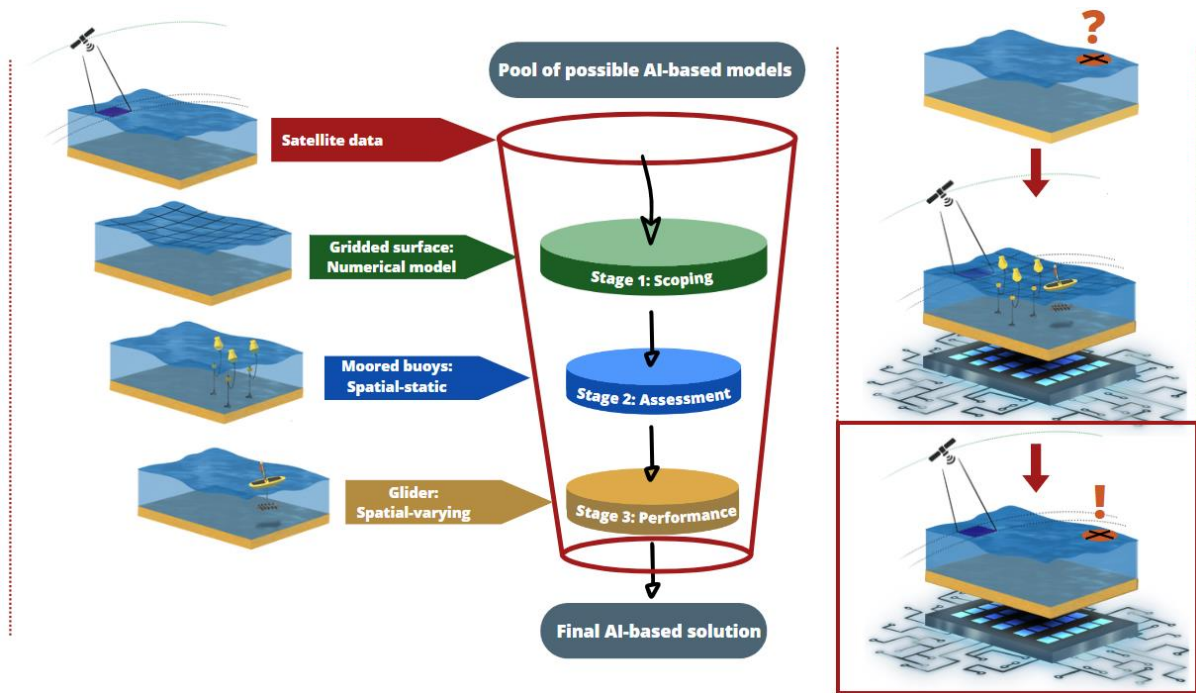 Pool of possible AI-based models
Satellite data
Gridded surface:
Numerical model
Stage 1: Scoping
Moored buoys:
Spatial-static
Stage 2: Assessment
Glider:
Spatial-varying
Stage 3: Performance
Final AI-based solution
?
!